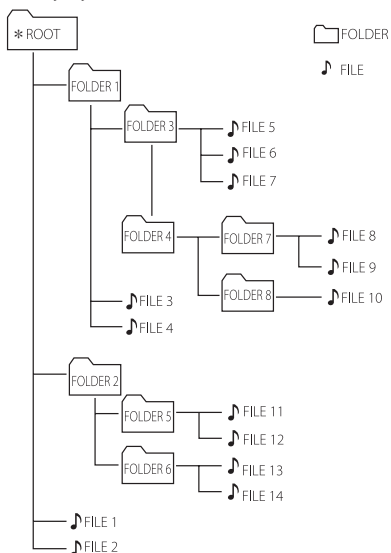 * ROOT
FOLDER
FILE
FOLDER 1
FOLDER 3
FILE 5
FILE 6
FILE 7
FOLDER 4
FOLDER 7
FILE 8
FILE 9
FOLDER 8
FILE 10
FILE 3
FILE 4
FOLDER 2
FOLDER 5
FILE 11
FILE 12
FOLDER 6
FILE 13
FILE 14
FILE 1
FILE 2